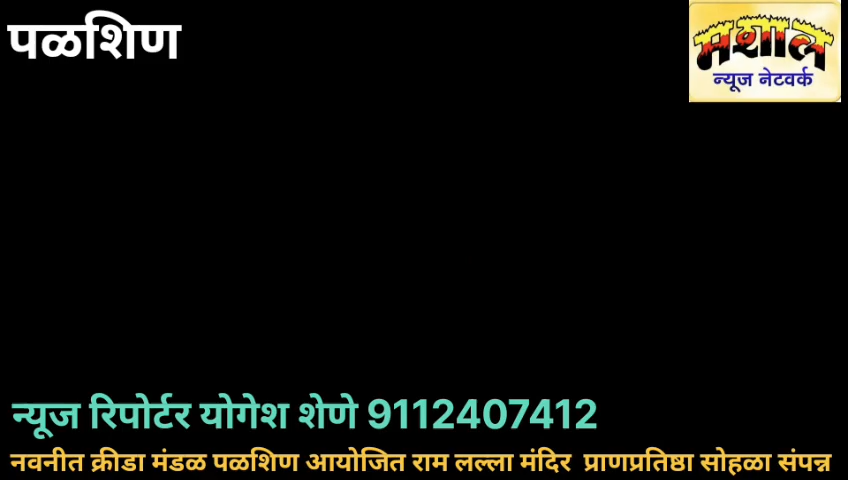 पळशिण
मशाल
न्यूज नेटवर्क
न्यूज रिपोर्टर योगेश शेणे 9112407412
नवनीत क्रीडा मंडळ पळशिण आयोजित राम लल्ला मंदिर प्राणप्रतिष्ठा सोहळा संपन्न